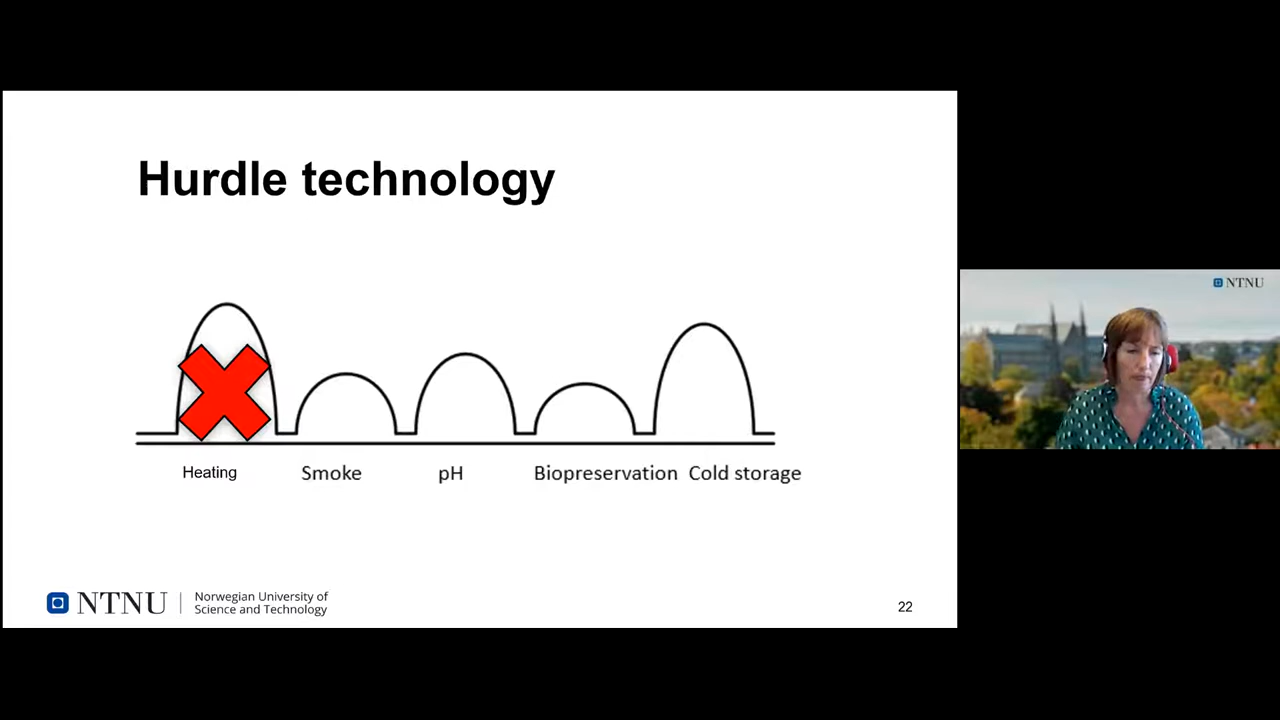 Hurdle technology
Heating Smoke pH Biopreservation Cold storage
NTNU Norwegian University of
Science and Technology
22
NTNU